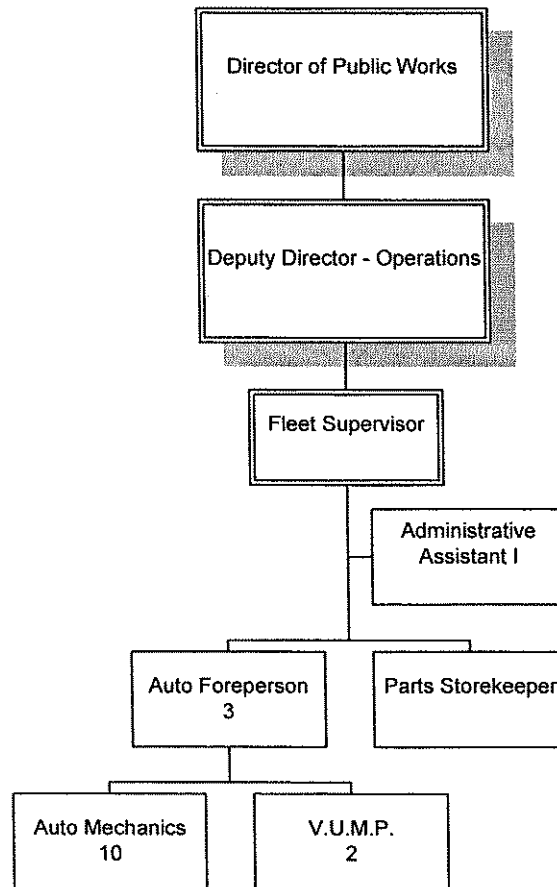 Director of Public Works
Deputy Director - Operations
Fleet Supervisor
Administrative
Assistant I
Auto Foreperson
3
Parts Storekeeper
Auto Mechanics
10
V.U.M.P.
2